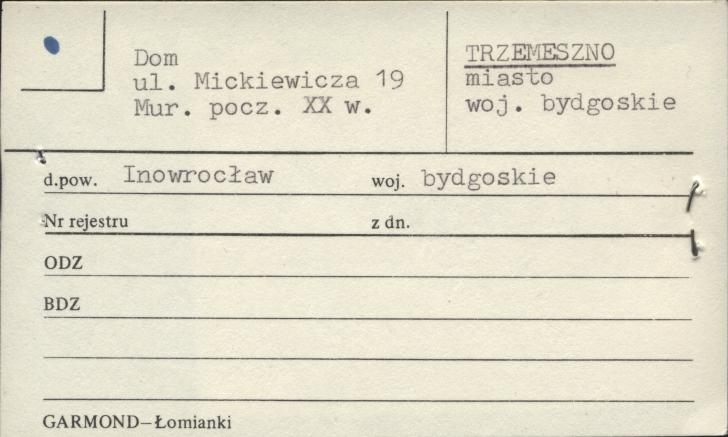 Dom
ul. Mickiewicza 19
Mur. pocz. XX w.
TRZEMESZNO
miasto
woj. bydgoskie
d.pow. Inowrocław woj. bydgoskie
Nr rejestru z dn.
ODZ
BDZ
GARMOND–Łomianki